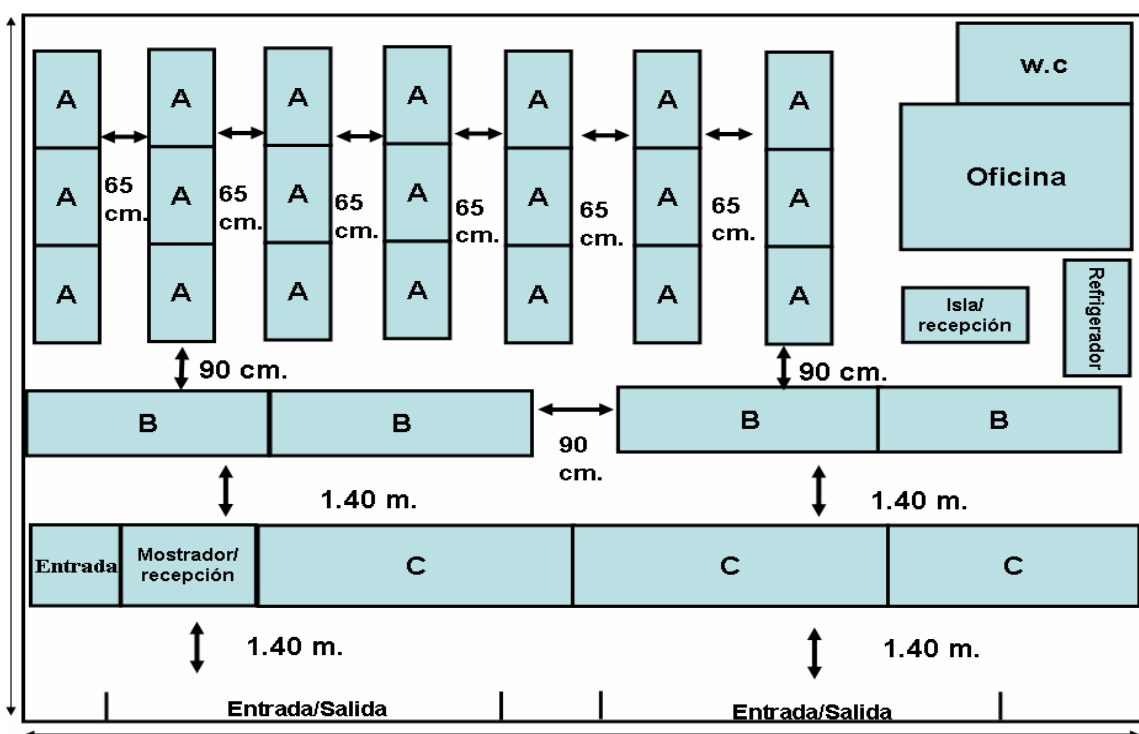 w.c
A A A A A A A
65 cm.
65 cm.
65 cm.
65 cm.
65 cm.
65 cm.
A A A A A A A
Oficina
A A A A A A A
Isla/
recepción
Refrigerador
90 cm.
90 cm.
B B
90
cm.
B B
1.40 m.
1.40 m.
Entrada
Mostrador/
recepción
C C C
1.40 m.
1.40 m.
Entrada/Salida
Entrada/Salida